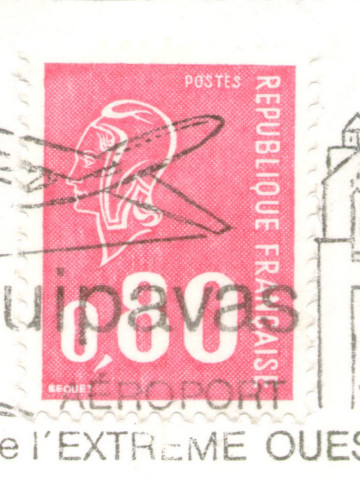 POSTES
REPUBLIQUE FRANÇAISE
0,80
BEQUET
uipavas
AÉROPORT
e l'EXTREME OUES